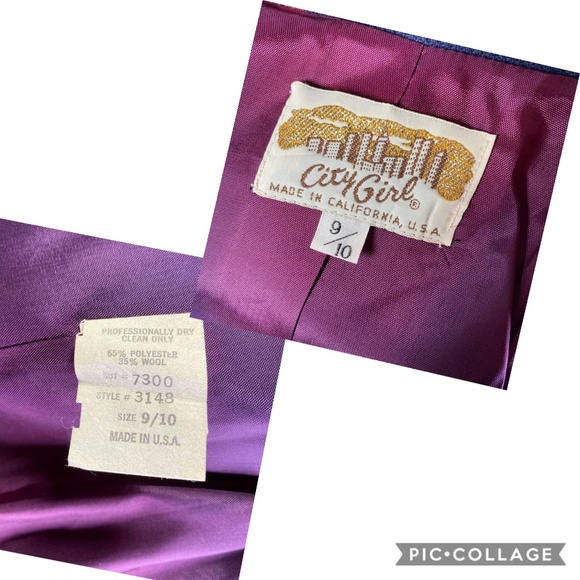 City Girl®
MADE IN CALIFORNIA, U.S.A.
9/10
PROFESSIONALLY DRY
CLEAN ONLY
65% POLYESTER
35% WOOL
CUT # 7300
STYLE # 3148
SIZE 9/10
MADE IN U.S.A.
PIC•COLLAGE